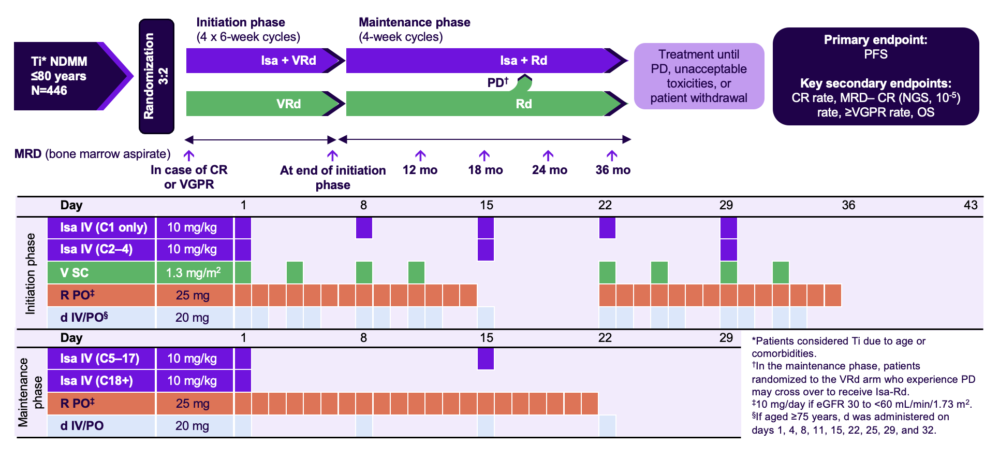 Ti* NDMM
≤80 years
N=446
Randomization
3:2
Initiation phase
(4 x 6-week cycles)
Maintenance phase
(4-week cycles)
Isa + VRd
Isa + Rd
PD†
VRd
Rd
Treatment until
PD, unacceptable
toxicities, or
patient withdrawal
Primary endpoint:
PFS
Key secondary endpoints:
CR rate, MRD– CR (NGS, 10⁻⁵)
rate, ≥VGPR rate, OS
MRD (bone marrow aspirate)
In case of CR
or VGPR
At end of initiation
phase
12 mo
18 mo
24 mo
36 mo
Day 1 8 15 22 29 36 43
Initiation phase
Isa IV (C1 only) 10 mg/kg
Isa IV (C2–4) 10 mg/kg
V SC 1.3 mg/m²
R PO‡ 25 mg
d IV/PO§ 20 mg
Day 1 8 15 22 29
Maintenance
phase
Isa IV (C5–17) 10 mg/kg
Isa IV (C18+) 10 mg/kg
R PO‡ 25 mg
d IV/PO 20 mg
*Patients considered Ti due to age or
comorbidities.
†In the maintenance phase, patients
randomized to the VRd arm who experience PD
may cross over to receive Isa-Rd.
‡10 mg/day if eGFR 30 to <60 mL/min/1.73 m².
§If aged ≥75 years, d was administered on
days 1, 4, 8, 11, 15, 22, 25, 29, and 32.